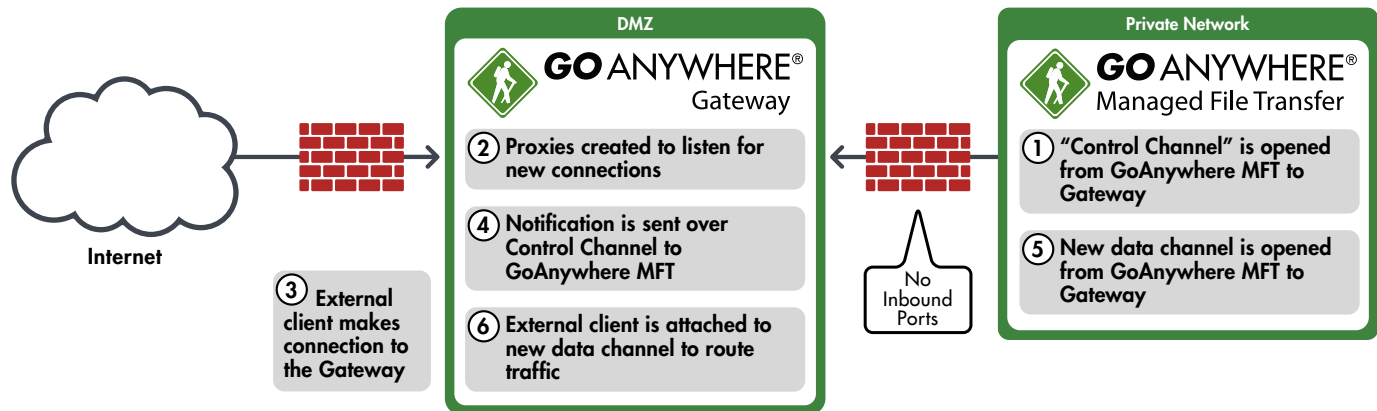 DMZ
GO ANYWHERE®
Gateway
2 Proxies created to listen for
new connections
4 Notification is sent over
Control Channel to
GoAnywhere MFT
6 External client is attached to
new data channel to route
traffic
Internet
3 External
client makes
connection to
the Gateway
No
Inbound
Ports
Private Network
GO ANYWHERE®
Managed File Transfer
1 “Control Channel” is opened
from GoAnywhere MFT to
Gateway
5 New data channel is opened
from GoAnywhere MFT to
Gateway